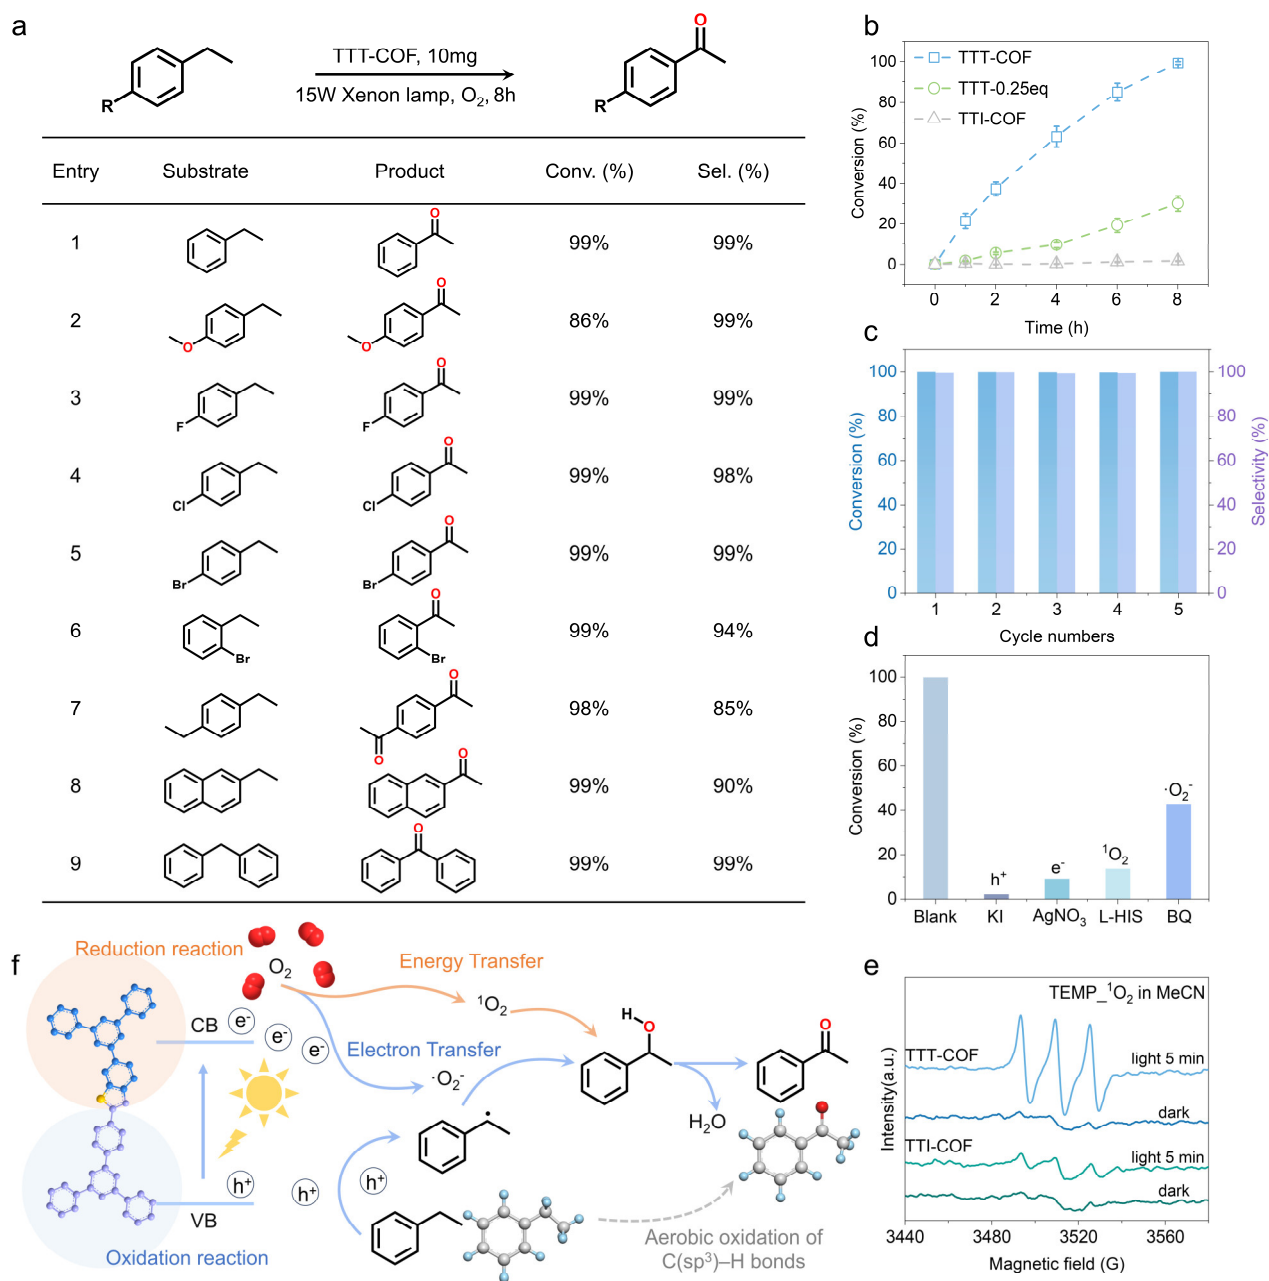 a
TTT-COF, 10mg
15W Xenon lamp, O2, 8h
R
R
O
Entry Substrate Product Conv. (%) Sel. (%)
1 O 99% 99%
2 O O O 86% 99%
3 F F O 99% 99%
4 Cl Cl O 99% 98%
5 Br Br O 99% 99%
6 Br Br O 99% 94%
7 O O 98% 85%
8 O 99% 90%
9 O 99% 99%
b
TTT-COF
TTT-0.25eq
TTI-COF
Conversion (%)
100
80
60
40
20
0
0 2 4 6 8
Time (h)
c
Conversion (%)
100
80
60
40
20
0
100
80
60
40
20
0
Selectivity (%)
1 2 3 4 5
Cycle numbers
d
Conversion (%)
100
80
60
40
20
0
h+
e-
1O2
·O2-
Blank KI AgNO3 L-HIS BQ
e
TEMP_1O2 in MeCN
TTT-COF
light 5 min
dark
TTI-COF
light 5 min
dark
Intensity(a.u.)
3440 3480 3520 3560
Magnetic field (G)
f
Reduction reaction
O2
Energy Transfer
1O2
CB
e-
e-
e-
Electron Transfer
·O2-
H
O
O
H2O
h+
h+
h+
VB
Oxidation reaction
Aerobic oxidation of
C(sp3)–H bonds